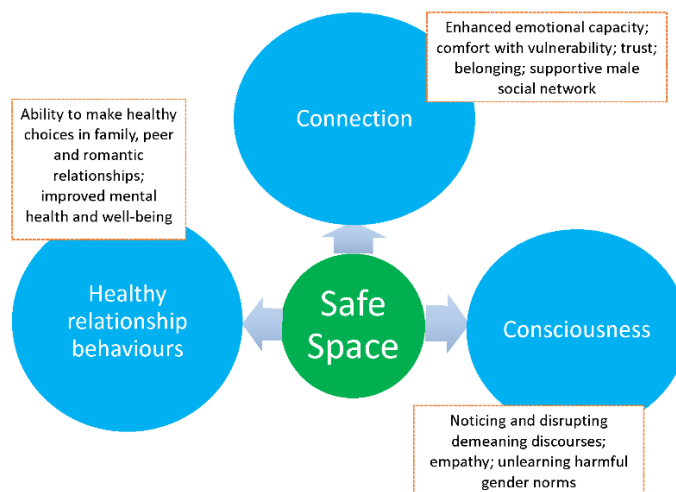 Enhanced emotional capacity;
comfort with vulnerability; trust;
belonging; supportive male
social network
Connection
Ability to make healthy
choices in family, peer
and romantic
relationships;
improved mental
health and well-being
Healthy
relationship
behaviours
Safe
Space
Consciousness
Noticing and disrupting
demeaning discourses;
empathy; unlearning harmful
gender norms